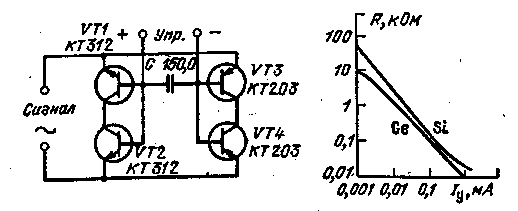 VT1
КТ312
+ Упр. −
C 150,0
VT3
КТ203
Сигнал
~
VT2
КТ312
VT4
КТ203
R, кОм
100
10
1
0,1
0,01
Ge
Si
0,001 0,01 0,1 Iу, мА